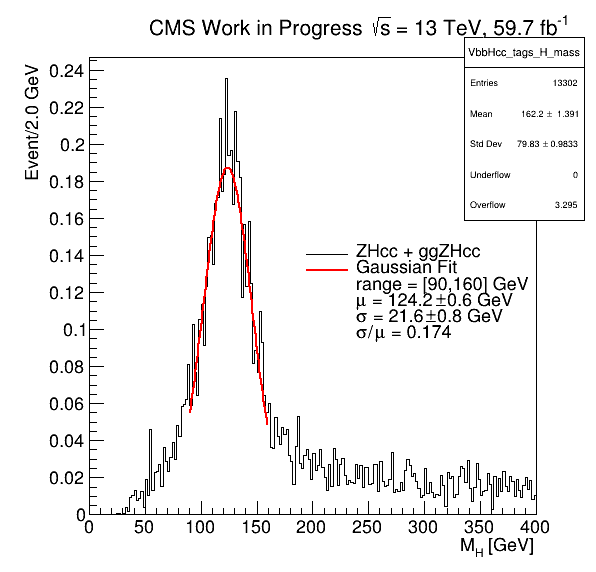 CMS Work in Progress √s = 13 TeV, 59.7 fb⁻¹
VbbHcc_tags_H_mass
Entries 13302
Mean 162.2 ± 1.391
Std Dev 79.83 ± 0.9833
Underflow 0
Overflow 3.295
Event/2.0 GeV
0.24
0.22
0.2
0.18
0.16
0.14
0.12
0.1
0.08
0.06
0.04
0.02
0
ZHcc + ggZHcc
Gaussian Fit
range = [90,160] GeV
μ = 124.2±0.6 GeV
σ = 21.6±0.8 GeV
σ/μ = 0.174
0 50 100 150 200 250 300 350 400
M_H [GeV]